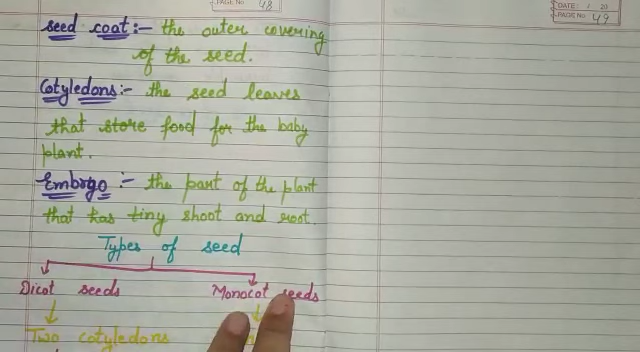 PAGE No 48
DATE: / 20
PAGE No 49
seed coat:- the outer covering
of the seed.
Cotyledons:- the seed leaves
that store food for the baby
plant.
Embryo:- the part of the plant
that has tiny shoot and root.
Types of seed
Dicot seeds Monocot seeds
Two cotyledons